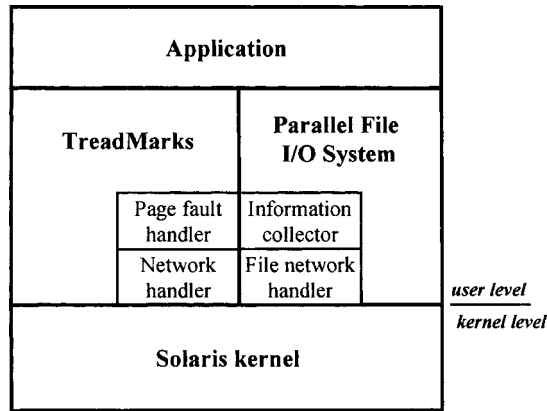 Application
TreadMarks
Parallel File
I/O System
Page fault
handler
Information
collector
Network
handler
File network
handler
user level
kernel level
Solaris kernel